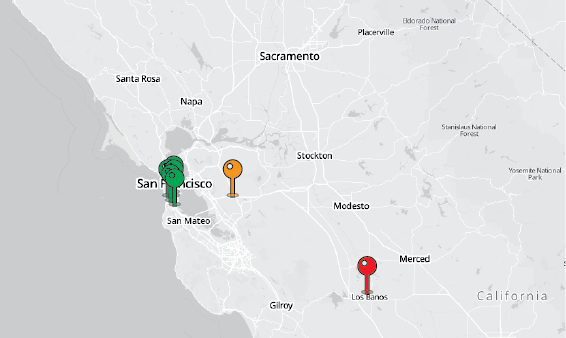 Eldorado National
Forest
Placerville
Sacramento
Santa Rosa
Napa
Stanislaus National
Forest
Stockton
Yosemite National
Park
San Francisco
Modesto
San Mateo
Merced
Los Banos
California
Gilroy